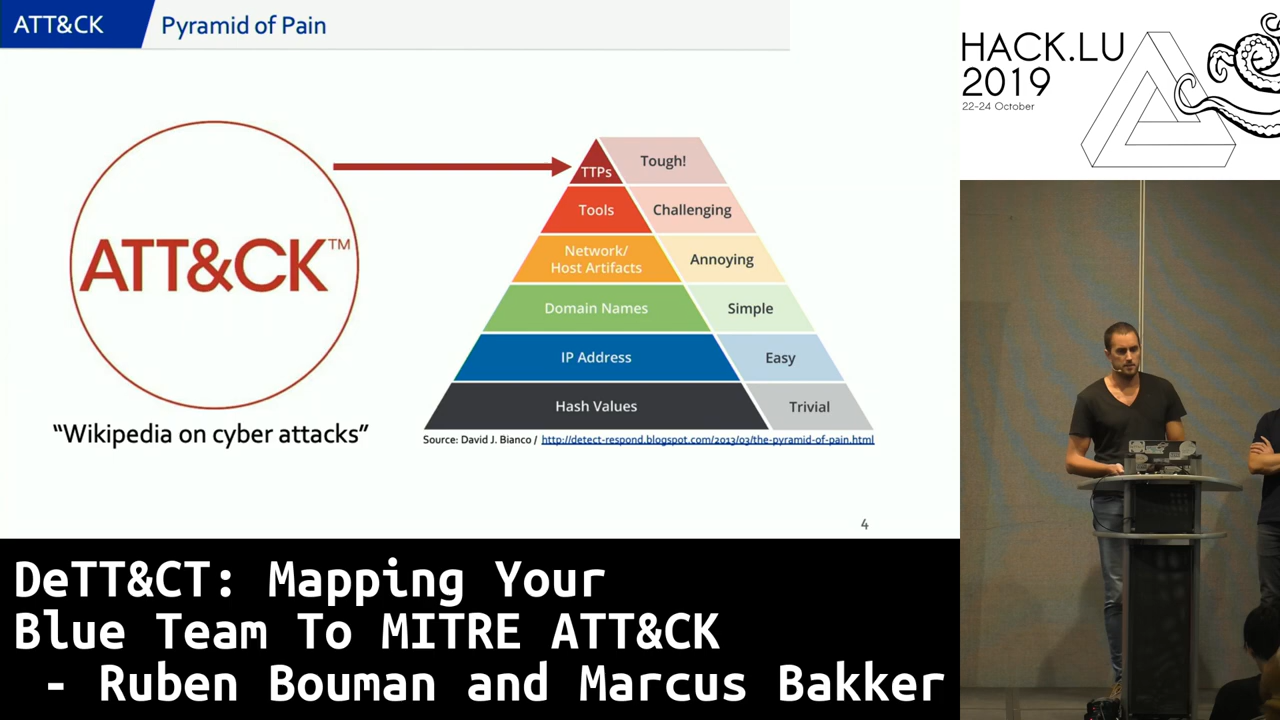 ATT&CK
Pyramid of Pain
ATT&CK™
“Wikipedia on cyber attacks”
TTPs
Tough!
Tools
Challenging
Network/
Host Artifacts
Annoying
Domain Names
Simple
IP Address
Easy
Hash Values
Trivial
Source: David J. Bianco / http://detect-respond.blogspot.com/2013/03/the-pyramid-of-pain.html
4
HACK.LU
2019
22-24 October
DeTT&CT: Mapping Your
Blue Team To MITRE ATT&CK
- Ruben Bouman and Marcus Bakker